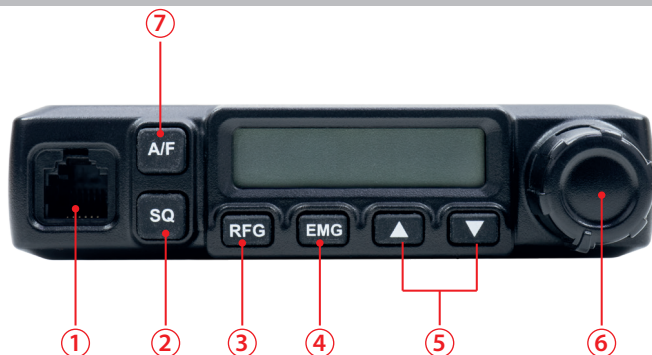 ⑦
A/F
SQ
RFG EMG ▲ ▼
① ② ③ ④ ⑤ ⑥